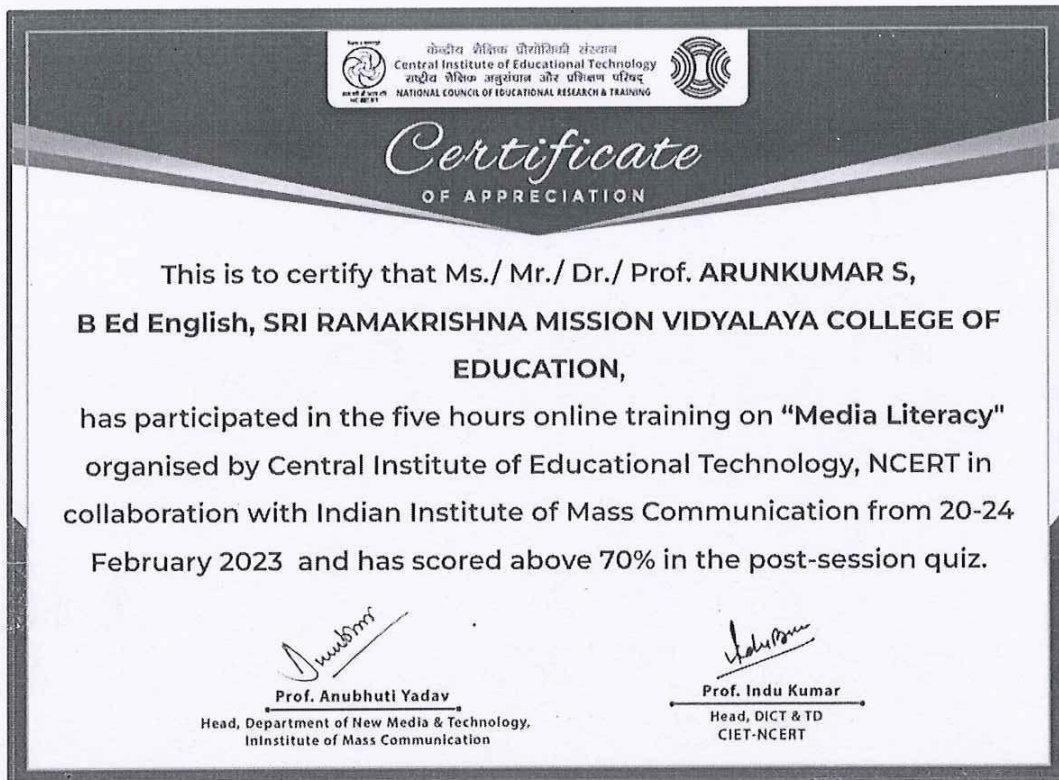 केन्द्रीय शैक्षिक प्रौद्योगिकी संस्थान
Central Institute of Educational Technology
राष्ट्रीय शैक्षिक अनुसंधान और प्रशिक्षण परिषद्
NATIONAL COUNCIL OF EDUCATIONAL RESEARCH & TRAINING
Certificate
OF APPRECIATION
This is to certify that Ms./ Mr./ Dr./ Prof. ARUNKUMAR S,
B Ed English, SRI RAMAKRISHNA MISSION VIDYALAYA COLLEGE OF
EDUCATION,
has participated in the five hours online training on “Media Literacy"
organised by Central Institute of Educational Technology, NCERT in
collaboration with Indian Institute of Mass Communication from 20-24
February 2023 and has scored above 70% in the post-session quiz.
Prof. Anubhuti Yadav
Head, Department of New Media & Technology,
InInstitute of Mass Communication
Prof. Indu Kumar
Head, DICT & TD
CIET-NCERT